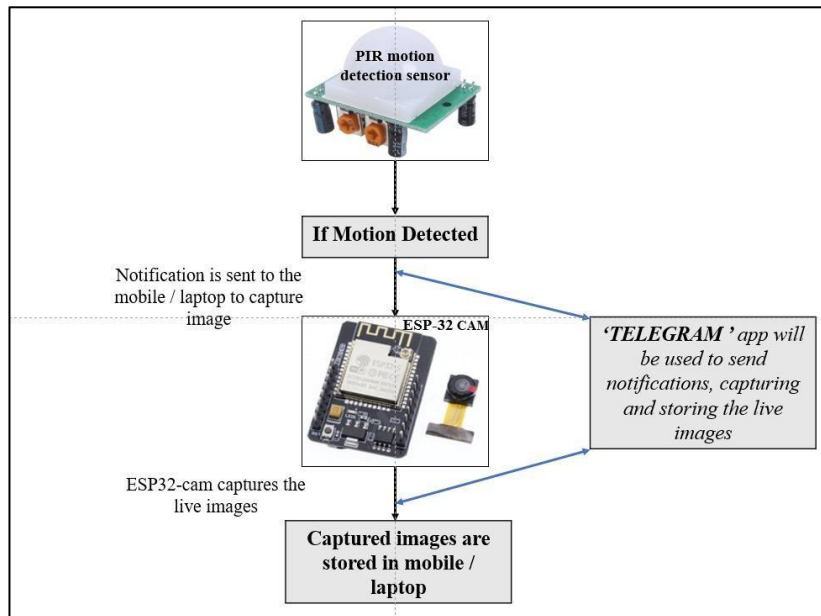 PIR motion
detection sensor
If Motion Detected
Notification is sent to the
mobile / laptop to capture
image
ESP-32 CAM
‘TELEGRAM ’ app will
be used to send
notifications, capturing
and storing the live
images
ESP32-cam captures the
live images
Captured images are
stored in mobile /
laptop